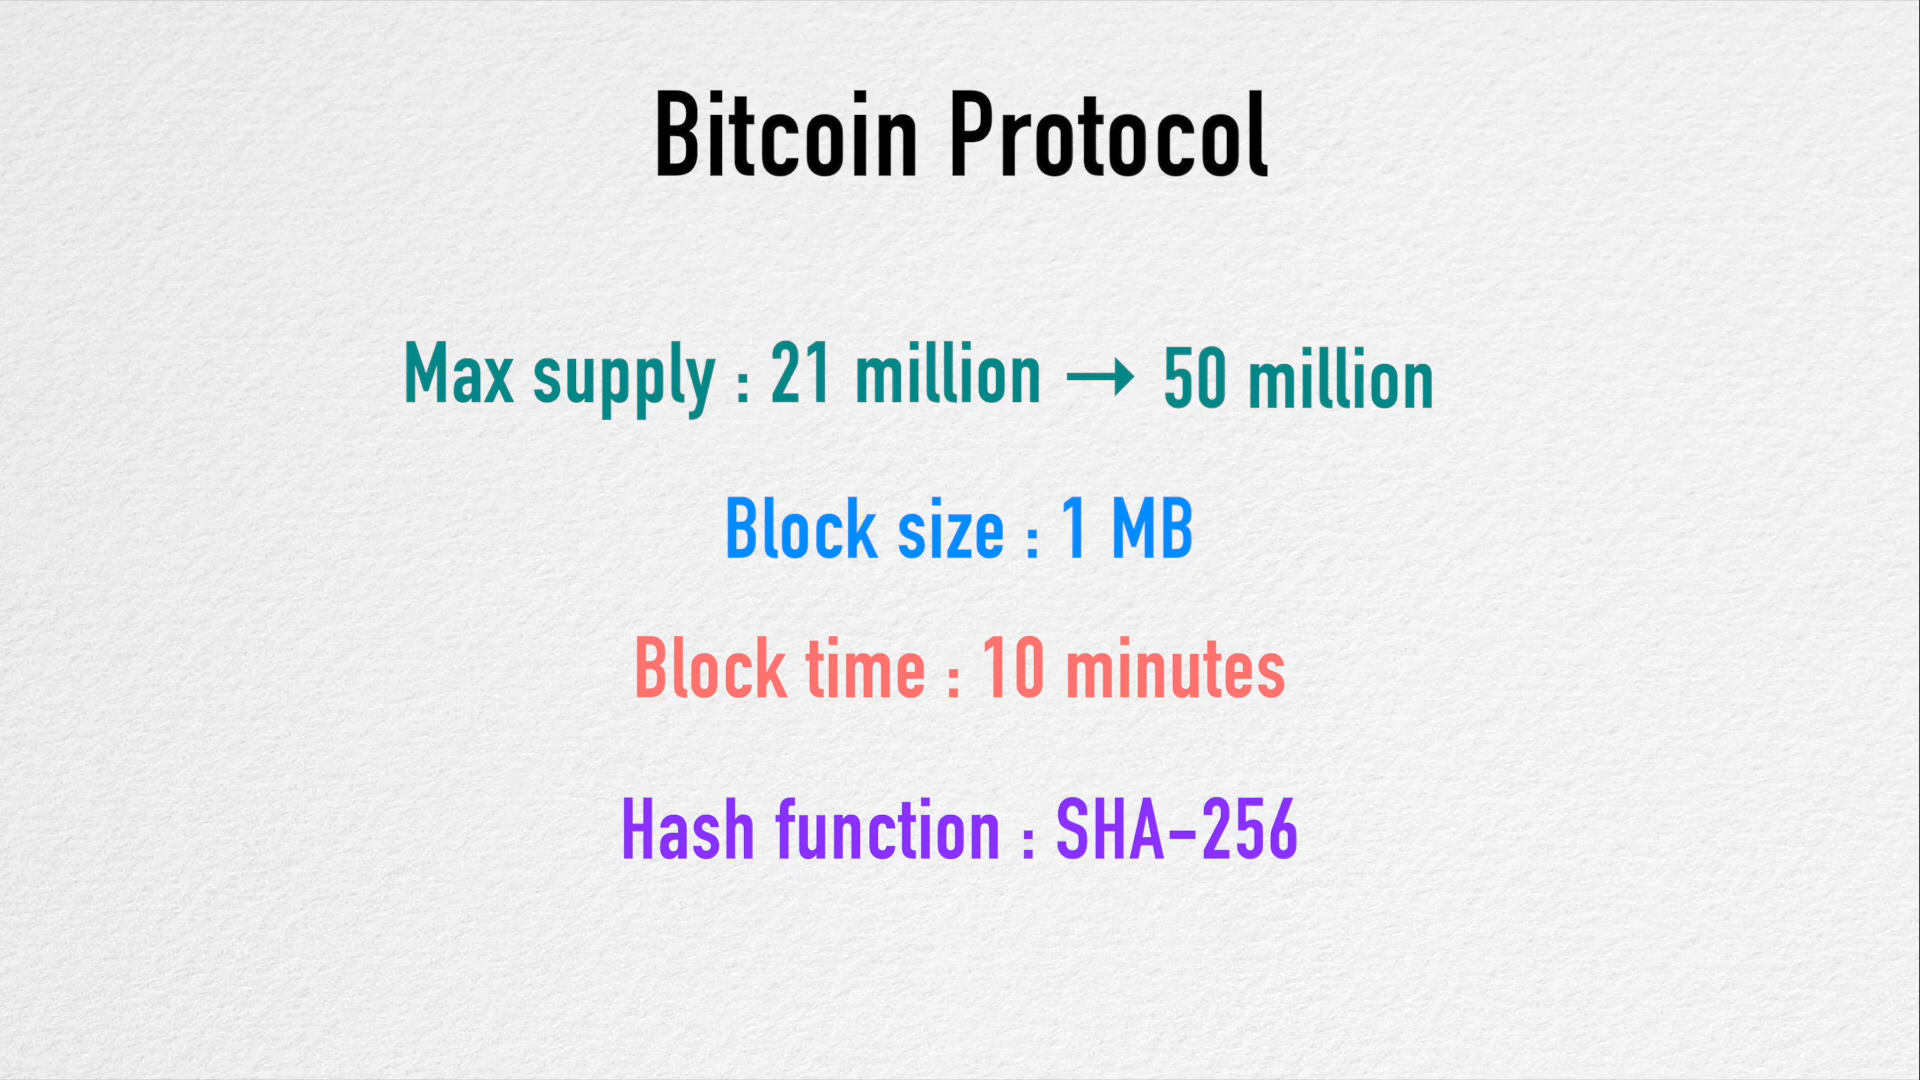 Bitcoin Protocol
Max supply : 21 million → 50 million
Block size : 1 MB
Block time : 10 minutes
Hash function : SHA-256